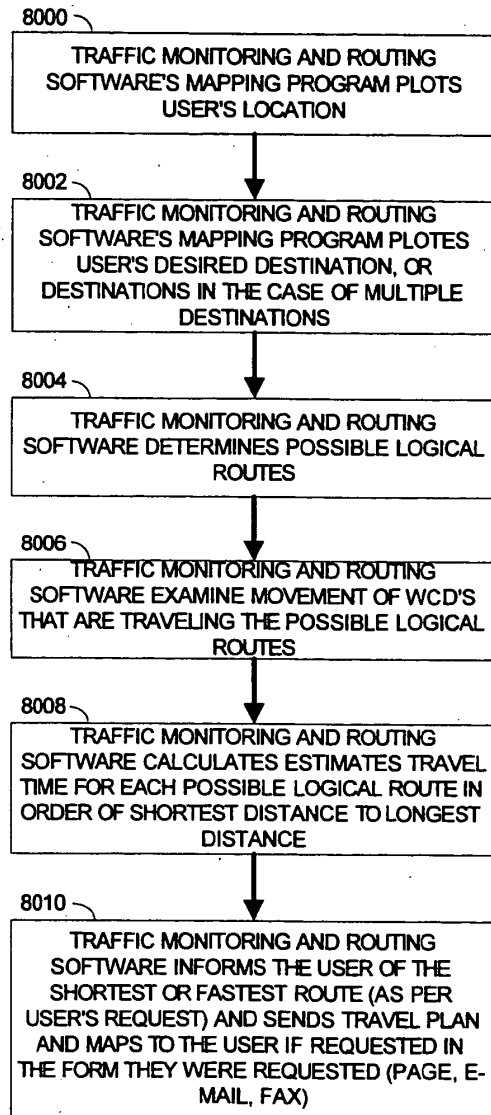 8000
TRAFFIC MONITORING AND ROUTING
SOFTWARE'S MAPPING PROGRAM PLOTS
USER'S LOCATION
8002
TRAFFIC MONITORING AND ROUTING
SOFTWARE'S MAPPING PROGRAM PLOTES
USER'S DESIRED DESTINATION, OR
DESTINATIONS IN THE CASE OF MULTIPLE
DESTINATIONS
8004
TRAFFIC MONITORING AND ROUTING
SOFTWARE DETERMINES POSSIBLE LOGICAL
ROUTES
8006
TRAFFIC MONITORING AND ROUTING
SOFTWARE EXAMINE MOVEMENT OF WCD'S
THAT ARE TRAVELING THE POSSIBLE LOGICAL
ROUTES
8008
TRAFFIC MONITORING AND ROUTING
SOFTWARE CALCULATES ESTIMATES TRAVEL
TIME FOR EACH POSSIBLE LOGICAL ROUTE IN
ORDER OF SHORTEST DISTANCE TO LONGEST
DISTANCE
8010
TRAFFIC MONITORING AND ROUTING
SOFTWARE INFORMS THE USER OF THE
SHORTEST OR FASTEST ROUTE (AS PER
USER'S REQUEST) AND SENDS TRAVEL PLAN
AND MAPS TO THE USER IF REQUESTED IN
THE FORM THEY WERE REQUESTED (PAGE, E-
MAIL, FAX)